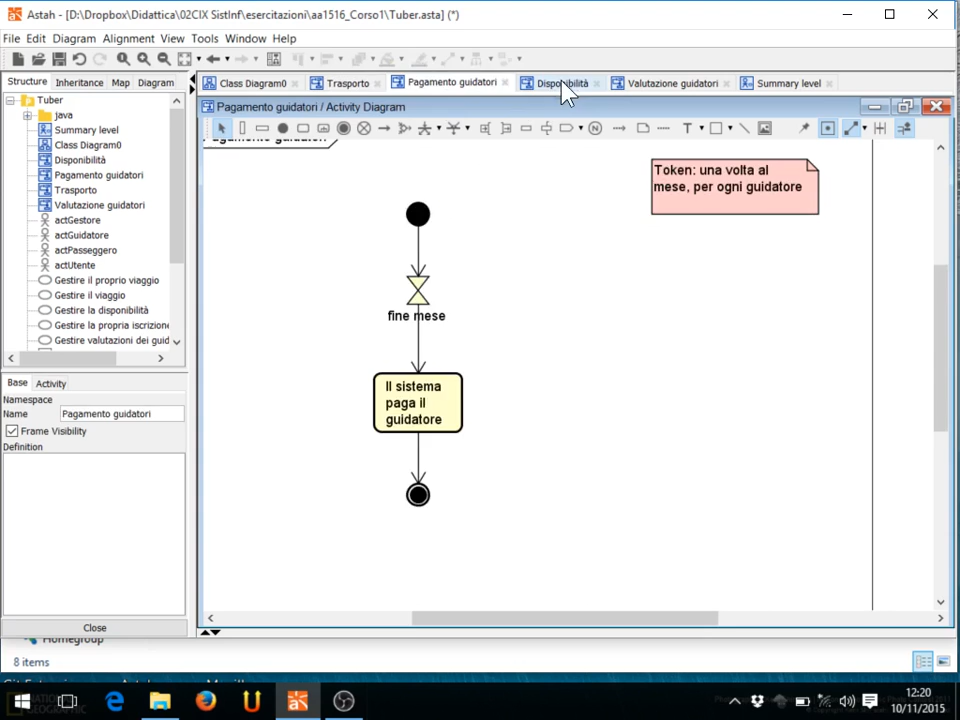 Astah - [D:\Dropbox\Didattica\02CIX SistInf\esercitazioni\aa1516_Corso1\Tuber.asta] (*)
File Edit Diagram Alignment View Tools Window Help
Structure Inheritance Map Diagram
Class Diagram0 Trasporto Pagamento guidatori Disponibilità Valutazione guidatori Summary level
Pagamento guidatori / Activity Diagram
Tuber
java
Summary level
Class Diagram0
Disponibilità
Pagamento guidatori
Trasporto
Valutazione guidatori
actGestore
actGuidatore
actPasseggero
actUtente
Gestire il proprio viaggio
Gestire il viaggio
Gestire la disponibilità
Gestire la propria iscrizione
Gestire valutazioni dei guid
Base Activity
Namespace
Name Pagamento guidatori
Frame Visibility
Definition
Close
Token: una volta al
mese, per ogni guidatore
fine mese
Il sistema
paga il
guidatore
Homegroup
8 items
12:20
10/11/2015